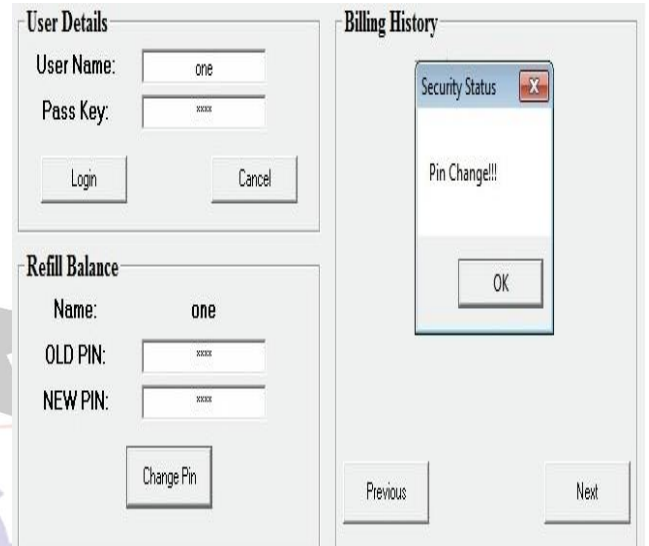 User Details
User Name: one
Pass Key: xxxx
Login Cancel
Refill Balance
Name: one
OLD PIN: xxxx
NEW PIN: xxxx
Change Pin
Billing History
Security Status
Pin Change!!!
OK
Previous Next